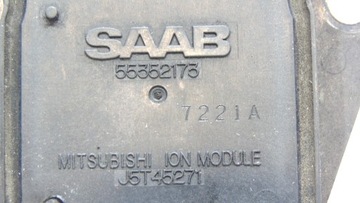 SAAB
55352173
7221A
MITSUBISHI ION MODULE
J5T45271